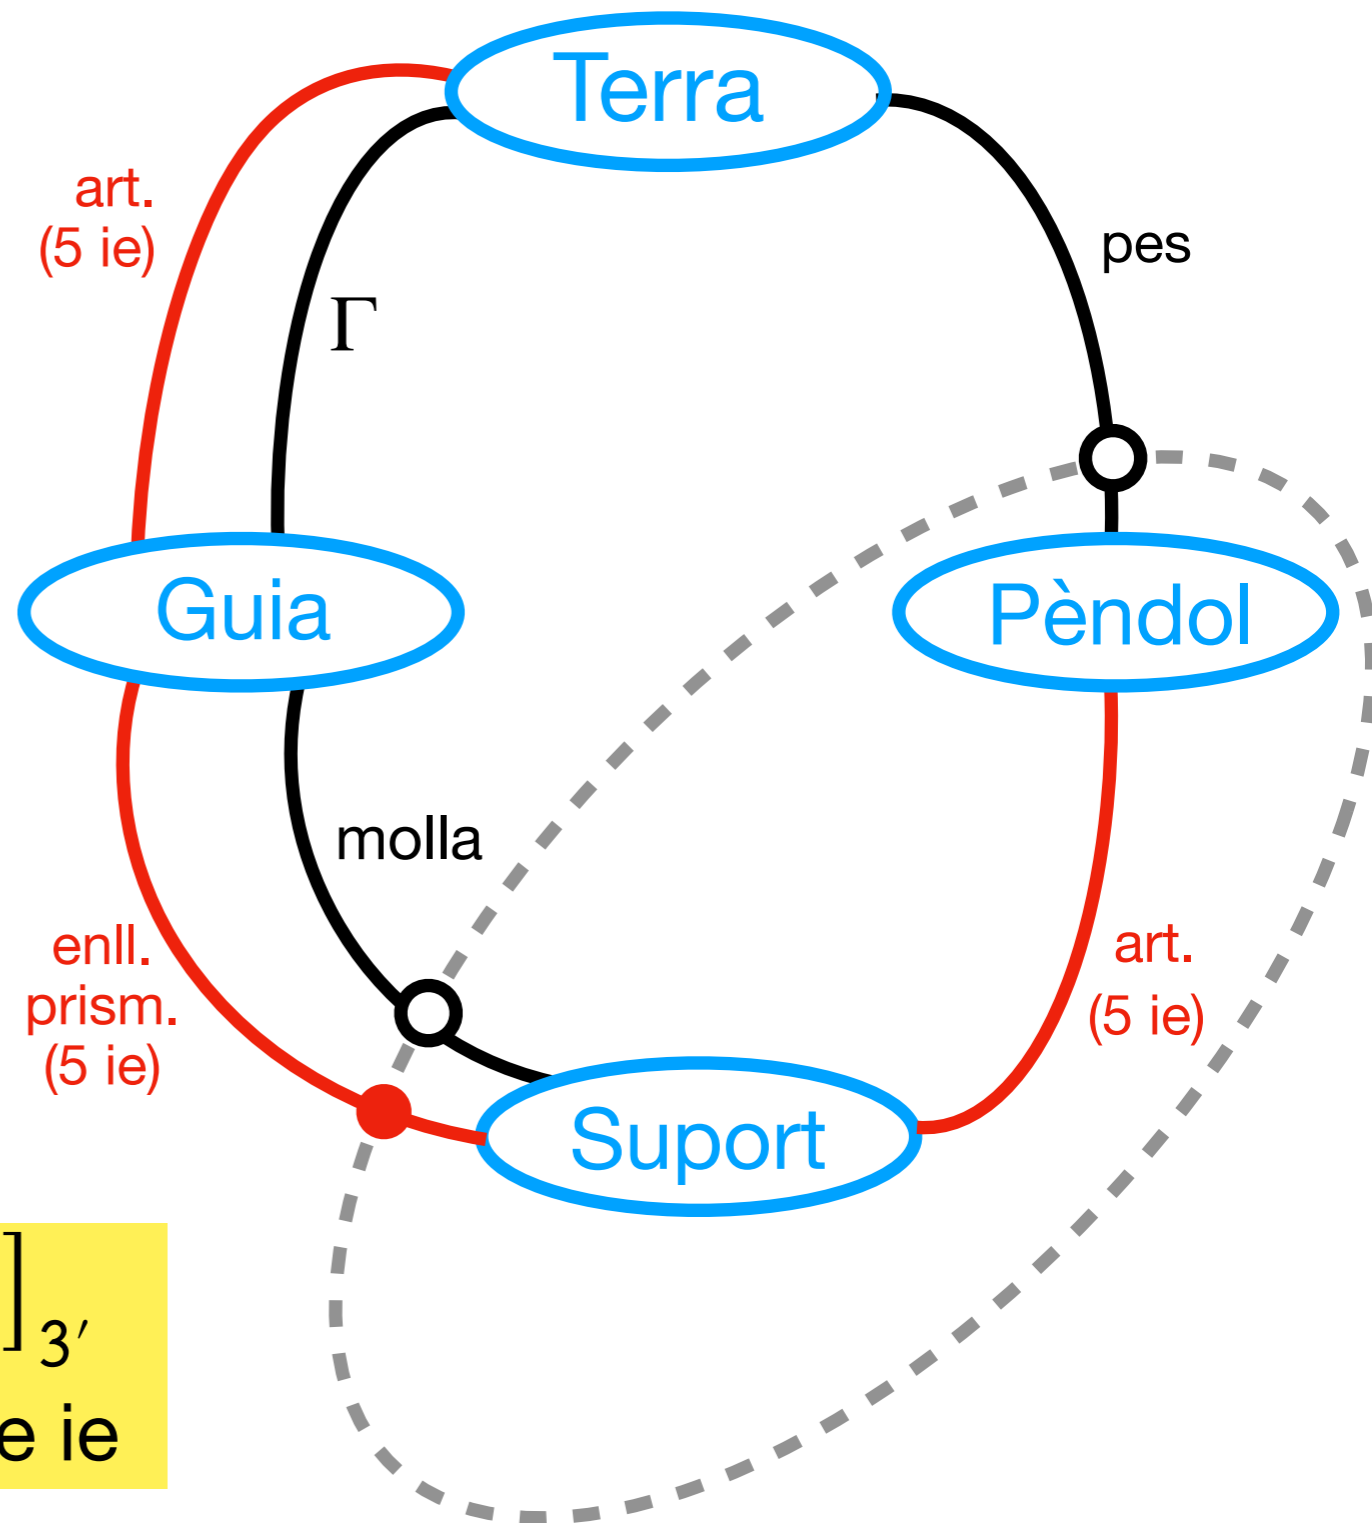 Terra
art.
(5 ie)
pes
Γ
Guia
Pèndol
molla
enll.
prism.
(5 ie)
art.
(5 ie)
Suport
]3′
e ie